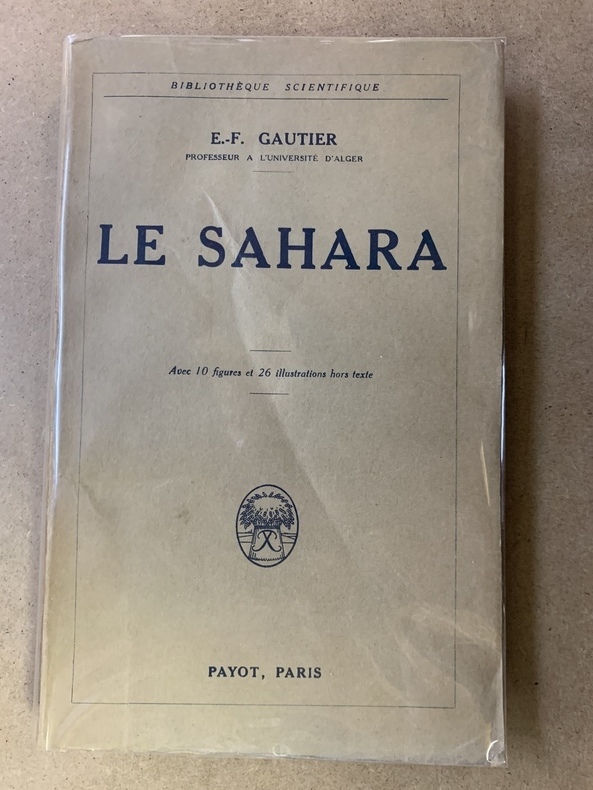 BIBLIOTHÈQUE SCIENTIFIQUE
E.-F. GAUTIER
PROFESSEUR A L'UNIVERSITÉ D'ALGER
LE SAHARA
Avec 10 figures et 26 illustrations hors texte
PAYOT, PARIS